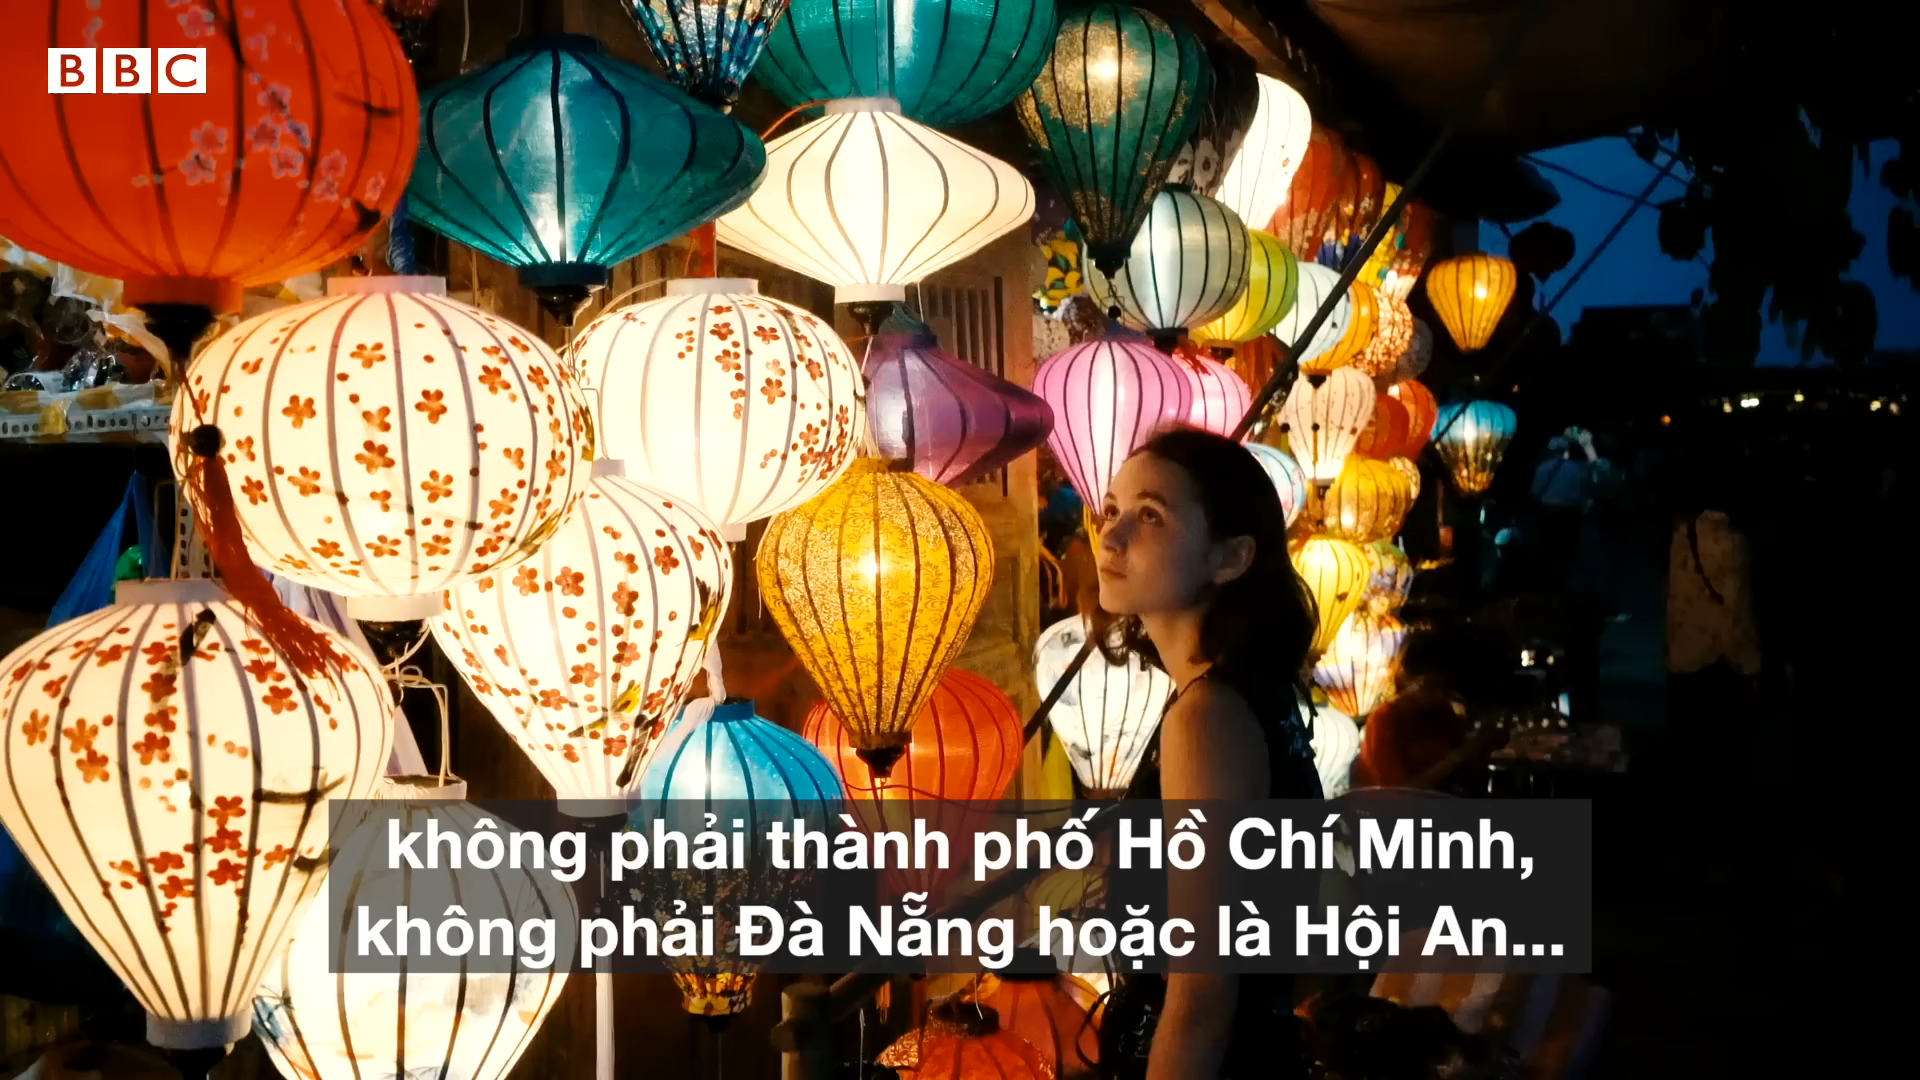 BBC
không phải thành phố Hồ Chí Minh,
không phải Đà Nẵng hoặc là Hội An...